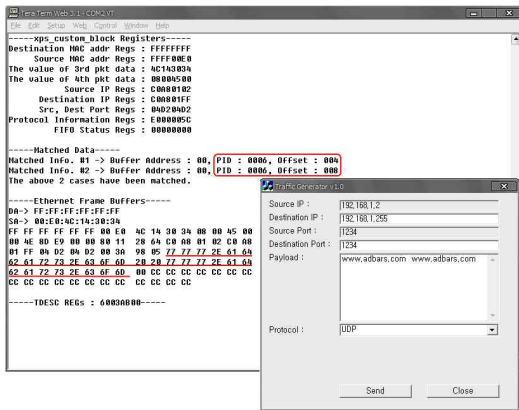 Tera Term Web 3.1 - COM2 VT
File Edit Setup Web Control Window Help
-----xps_custom_block Registers-----
Destination MAC addr Regs : FFFFFFFF
Source MAC addr Regs : FFFF00E0
The value of 3rd pkt data : 4C143034
The value of 4th pkt data : 08004500
Source IP Regs : C0A80102
Destination IP Regs : C0A801FF
Src, Dest Port Regs : 04D204D2
Protocol Information Regs : E000005C
FIFO Status Regs : 00000000
-----Matched Data-----
Matched Info. #1 -> Buffer Address : 00, PID : 0006, Offset : 004
Matched Info. #2 -> Buffer Address : 00, PID : 0006, Offset : 008
The above 2 cases have been matched.
-----Ethernet Frame Buffers-----
DA-> FF:FF:FF:FF:FF:FF
SA-> 00:E0:4C:14:30:34
FF FF FF FF FF FF 00 E0 4C 14 30 34 08 00 45 00
00 4E 8D E9 00 00 80 11 28 64 C0 A8 01 02 C0 A8
01 FF 04 D2 04 D2 00 3A 98 05 77 77 77 2E 61 64
62 61 72 73 2E 63 6F 6D 20 20 77 77 77 2E 61 64
62 61 72 73 2E 63 6F 6D 00 CC CC CC CC CC CC CC
CC CC CC CC CC CC CC CC CC CC CC CC
-----TDESC REGs : 6003AB00-----
Traffic Generator v1.0
Source IP : 192,168,1,2
Destination IP : 192,168,1,255
Source Port : 1234
Destination Port : 1234
Payload : www,adbars,com www,adbars,com
Protocol : UDP
Send Close